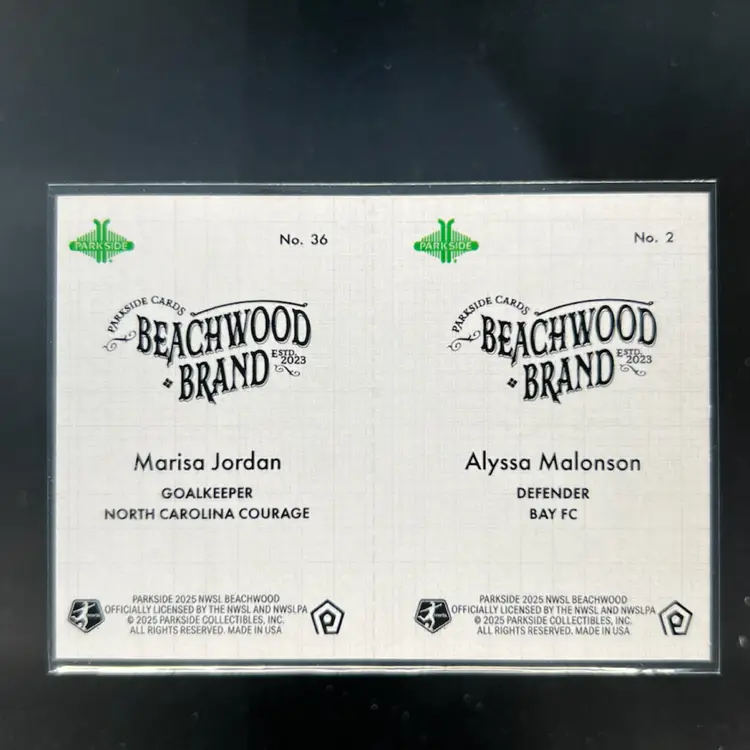 PARKSIDE
No. 36
PARKSIDE CARDS
BEACHWOOD
ESTD. 2023
BRAND
Marisa Jordan
GOALKEEPER
NORTH CAROLINA COURAGE
PARKSIDE 2025 NWSL BEACHWOOD
OFFICIALLY LICENSED BY THE NWSL AND NWSLPA
© 2025 PARKSIDE COLLECTIBLES, INC.
ALL RIGHTS RESERVED. MADE IN USA
PARKSIDE
No. 2
PARKSIDE CARDS
BEACHWOOD
ESTD. 2023
BRAND
Alyssa Malonson
DEFENDER
BAY FC
PARKSIDE 2025 NWSL BEACHWOOD
OFFICIALLY LICENSED BY THE NWSL AND NWSLPA
© 2025 PARKSIDE COLLECTIBLES, INC.
ALL RIGHTS RESERVED. MADE IN USA